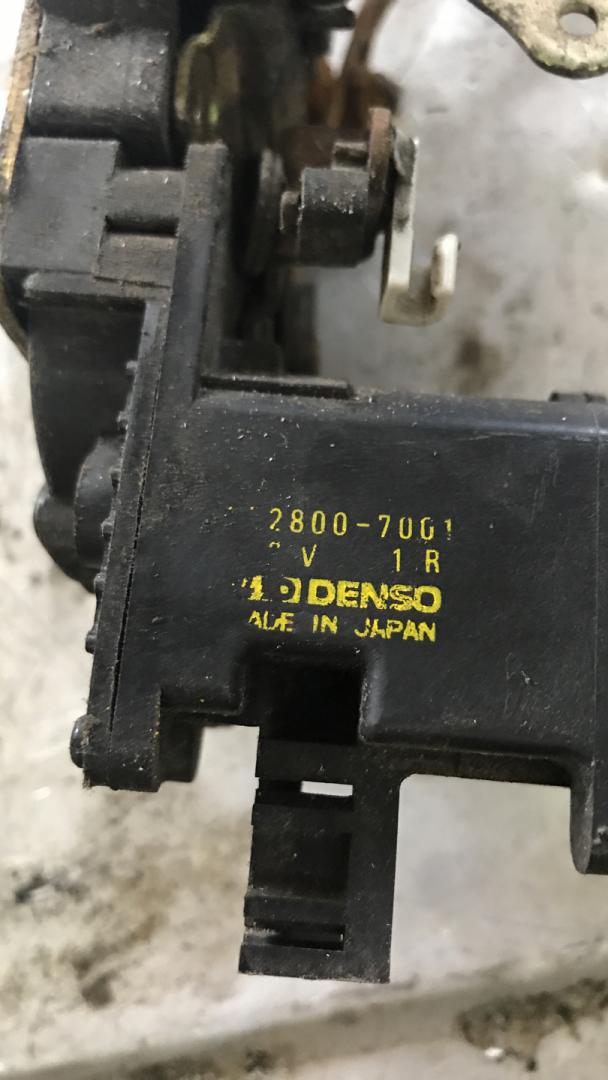 2800-7001
V 1 R
DENSO
ADE IN JAPAN